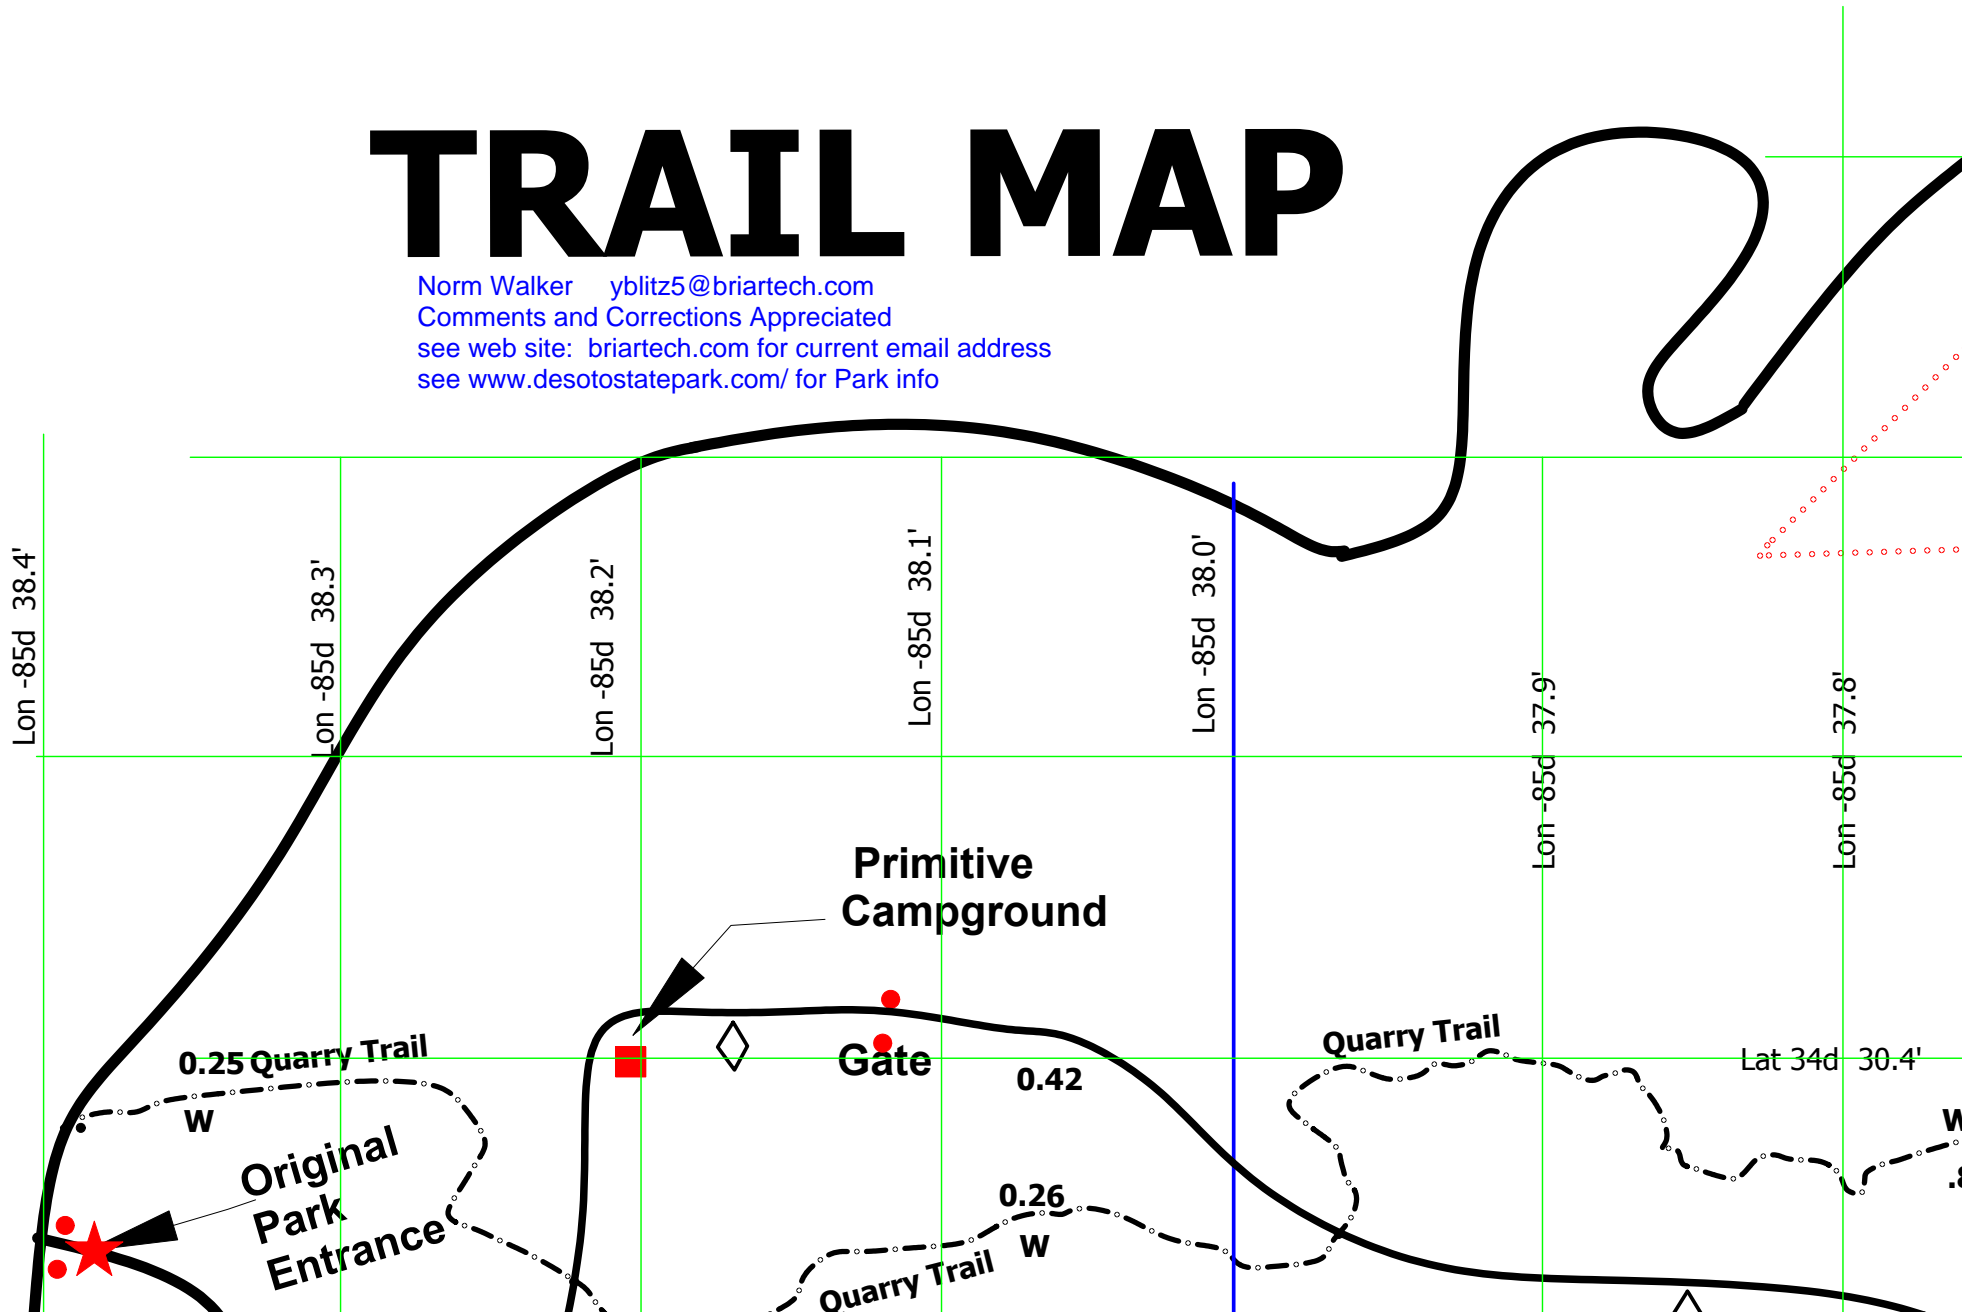 TRAIL MAP
Norm Walker yblitz5@briartech.com
Comments and Corrections Appreciated
see web site: briartech.com for current email address
see www.desotostatepark.com/ for Park info
Lon -85d 38.4'
Lon -85d 38.3'
Lon -85d 38.2'
Lon -85d 38.1'
Lon -85d 38.0'
Lon -85d 37.9'
Lon -85d 37.8'
Primitive
Campground
Gate
0.42
Quarry Trail
Lat 34d 30.4'
0.25 Quarry Trail
W
Original
Park
Entrance
0.26
W
Quarry Trail
W